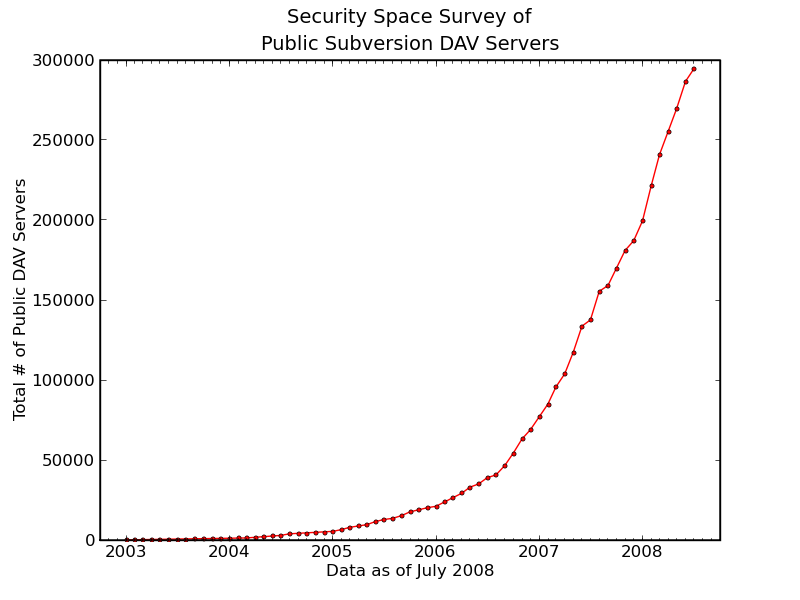 Security Space Survey of
Public Subversion DAV Servers
Total # of Public DAV Servers
300000
250000
200000
150000
100000
50000
0
2003 2004 2005 2006 2007 2008
Data as of July 2008